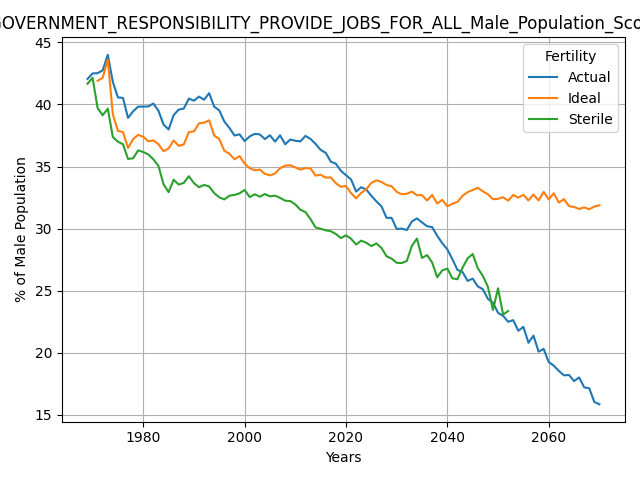 GOVERNMENT_RESPONSIBILITY_PROVIDE_JOBS_FOR_ALL_Male_Population_Sco
45
40
35
30
25
20
15
% of Male Population
1980 2000 2020 2040 2060
Years
Fertility
Actual
Ideal
Sterile